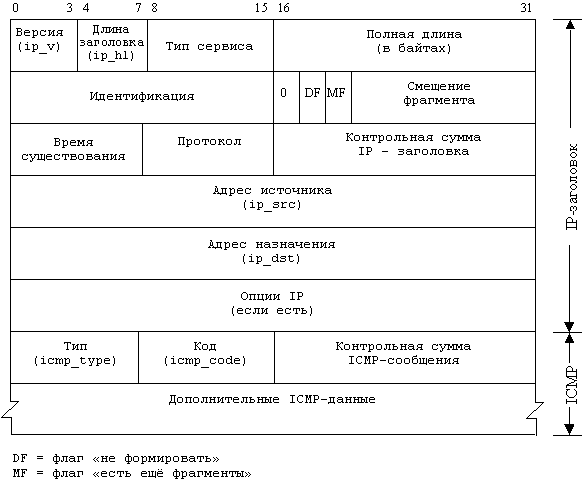 0 3 4 7 8 15 16 31
Версия
(ip_v)
Длина
заголовка
(ip_hl)
Тип сервиса
Полная длина
(в байтах)
Идентификация
0
DF
MF
Смещение
фрагмента
Время
существования
Протокол
Контрольная сумма
IP - заголовка
Адрес источника
(ip_src)
Адрес назначения
(ip_dst)
Опции IP
(если есть)
IP-заголовок
Тип
(icmp_type)
Код
(icmp_code)
Контрольная сумма
ICMP-сообщения
Дополнительные ICMP-данные
ICMP
DF = флаг «не формировать»
MF = флаг «есть ещё фрагменты»